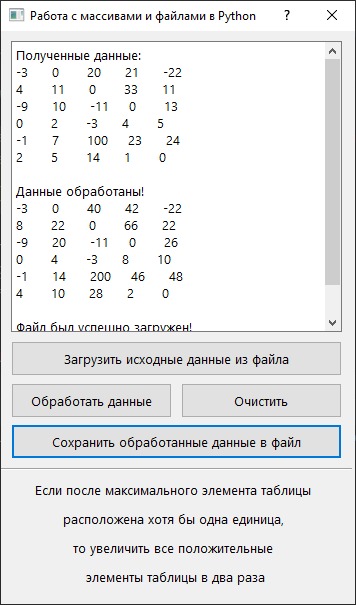 Работа с массивами и файлами в Python
Полученные данные:
-3 0 20 21 -22
4 11 0 33 11
-9 10 -11 0 13
0 2 -3 4 5
-1 7 100 23 24
2 5 14 1 0
Данные обработаны!
-3 0 40 42 -22
8 22 0 66 22
-9 20 -11 0 26
0 4 -3 8 10
-1 14 200 46 48
4 10 28 2 0
Файл был успешно загружен!
Загрузить исходные данные из файла
Обработать данные Очистить
Сохранить обработанные данные в файл
Если после максимального элемента таблицы
расположена хотя бы одна единица,
то увеличить все положительные
элементы таблицы в два раза